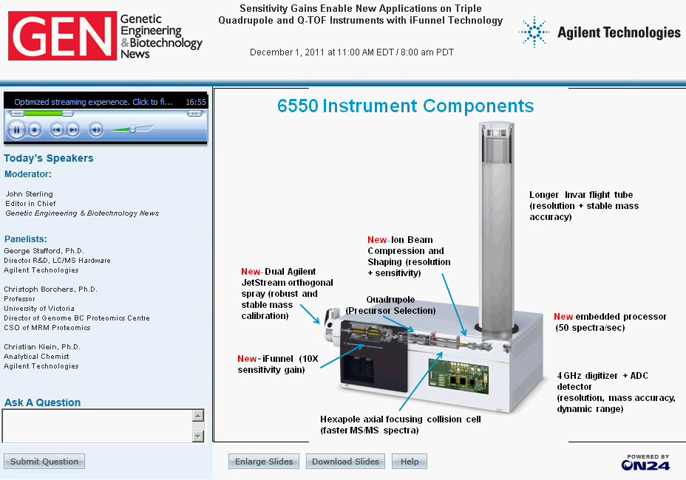 GEN
Genetic
Engineering
& Biotechnology
News
Sensitivity Gains Enable New Applications on Triple
Quadrupole and Q-TOF Instruments with iFunnel Technology
December 1, 2011 at 11:00 AM EDT / 8:00 am PDT
Agilent Technologies
Optimized streaming experience. Click to fi... 16:55
Today's Speakers
Moderator:
John Sterling
Editor in Chief
Genetic Engineering & Biotechnology News
Panelists:
George Stafford, Ph.D.
Director R&D, LC/MS Hardware
Agilent Technologies
Christoph Borchers, Ph.D.
Professor
University of Victoria
Director of Genome BC Proteomics Centre
CSO of MRM Proteomics
Christian Klein, Ph.D.
Analytical Chemist
Agilent Technologies
Ask A Question
Submit Question
6550 Instrument Components
Longer Invar flight tube
(resolution + stable mass
accuracy)
New- Ion Beam
Compression and
Shaping (resolution
+ sensitivity)
New- Dual Agilent
JetStream orthogonal
spray (robust and
stable mass
calibration)
Quadrupole
(Precursor Selection)
New embedded processor
(50 spectra/sec)
New - iFunnel (10X
sensitivity gain)
4 GHz digitizer + ADC
detector
(resolution, mass accuracy,
dynamic range)
Hexapole axial focusing collision cell
(faster MS/MS spectra)
Enlarge Slides
Download Slides
Help
POWERED BY
ON24